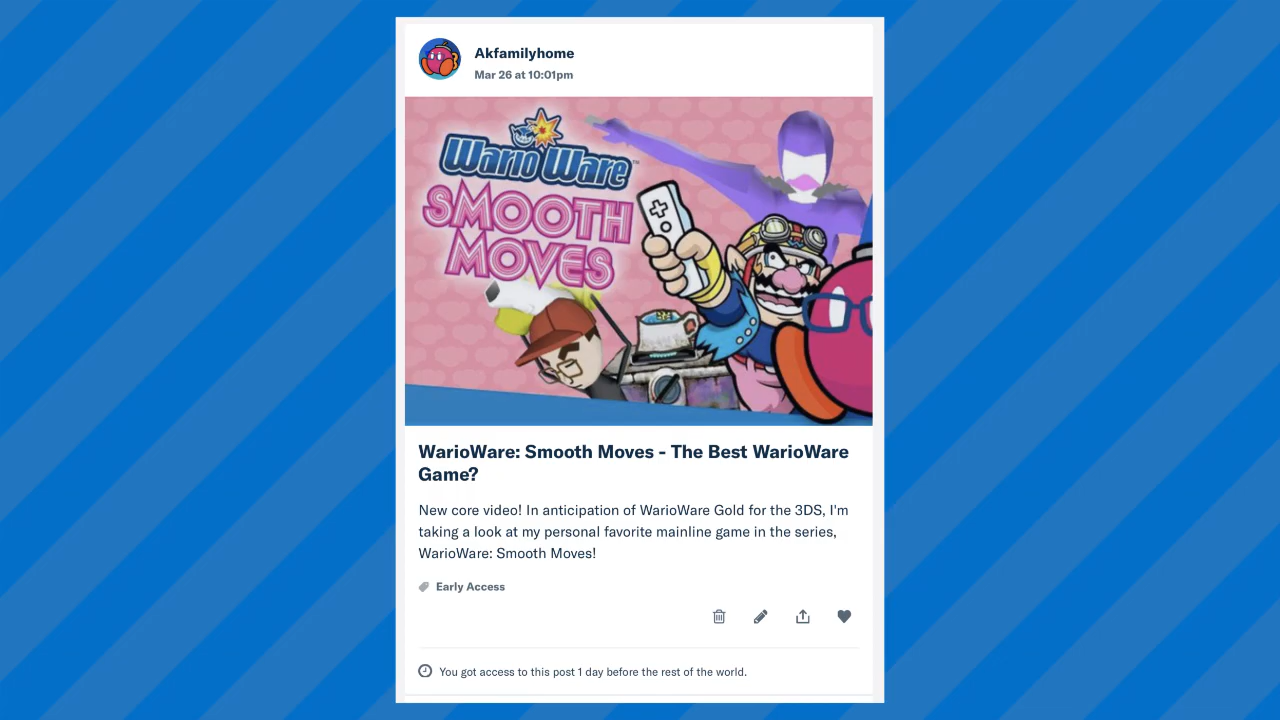 Akfamilyhome
Mar 26 at 10:01pm
Wario Ware™
SMOOTH
MOVES
WarioWare: Smooth Moves - The Best WarioWare
Game?
New core video! In anticipation of WarioWare Gold for the 3DS, I'm
taking a look at my personal favorite mainline game in the series,
WarioWare: Smooth Moves!
Early Access
You got access to this post 1 day before the rest of the world.